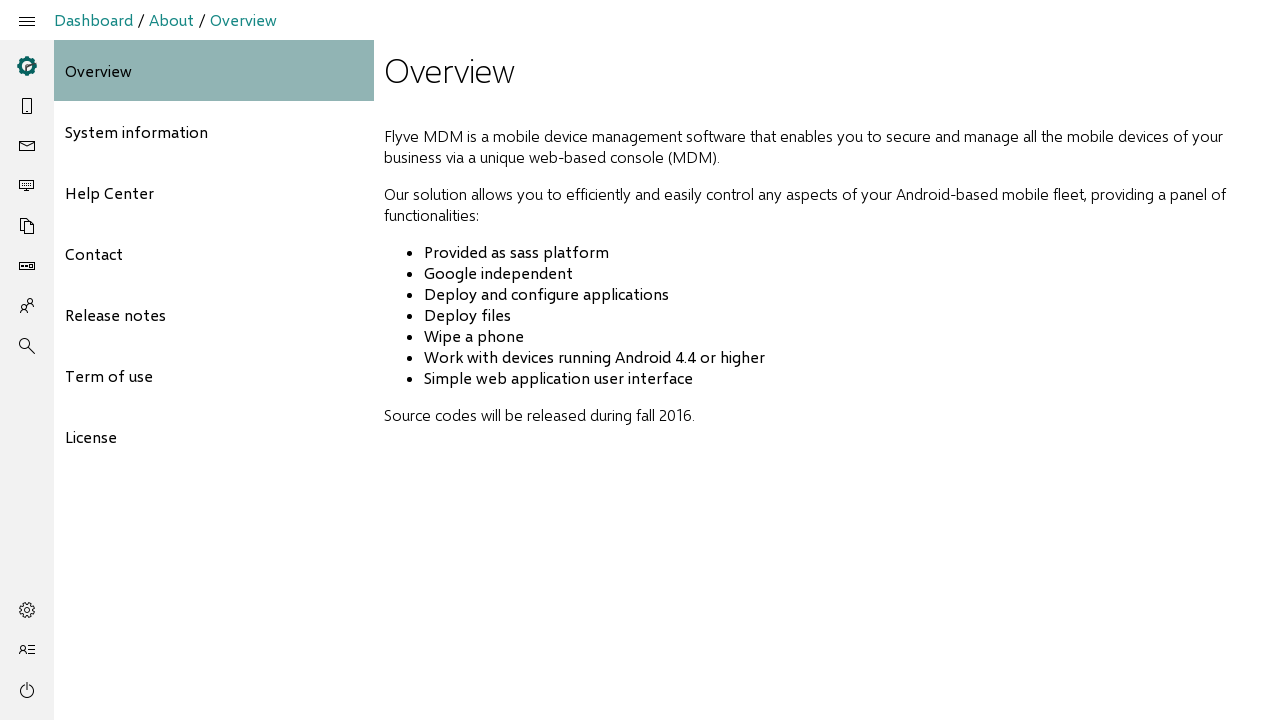 Dashboard / About / Overview
Overview
System information
Help Center
Contact
Release notes
Term of use
License
Overview
Flyve MDM is a mobile device management software that enables you to secure and manage all the mobile devices of your
business via a unique web-based console (MDM).
Our solution allows you to efficiently and easily control any aspects of your Android-based mobile fleet, providing a panel of
functionalities:
• Provided as sass platform
• Google independent
• Deploy and configure applications
• Deploy files
• Wipe a phone
• Work with devices running Android 4.4 or higher
• Simple web application user interface
Source codes will be released during fall 2016.